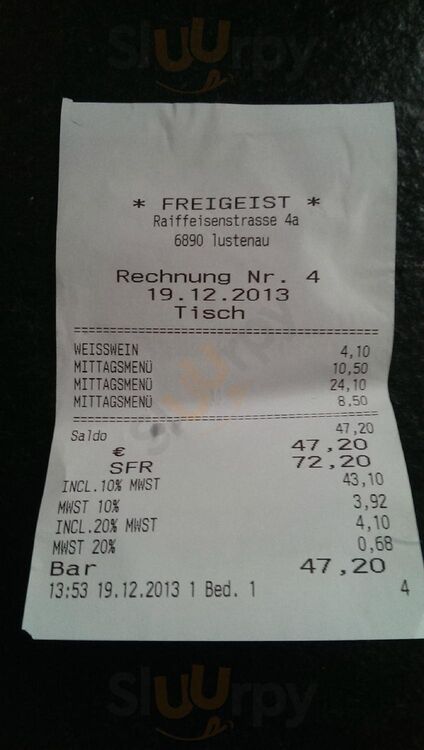 Sluurpy
* FREIGEIST *
Raiffeisenstrasse 4a
6890 lustenau
Rechnung Nr. 4
19.12.2013
Tisch
WEISSWEIN 4,10
MITTAGSMENÜ 10,50
MITTAGSMENÜ 24,10
MITTAGSMENÜ 8,50
Saldo 47,20
€ 47,20
SFR 72,20
INCL.10% MWST 43,10
MWST 10% 3,92
INCL.20% MWST 4,10
MWST 20% 0,68
Bar 47,20
13:53 19.12.2013 1 Bed. 1 4
Sluurpy